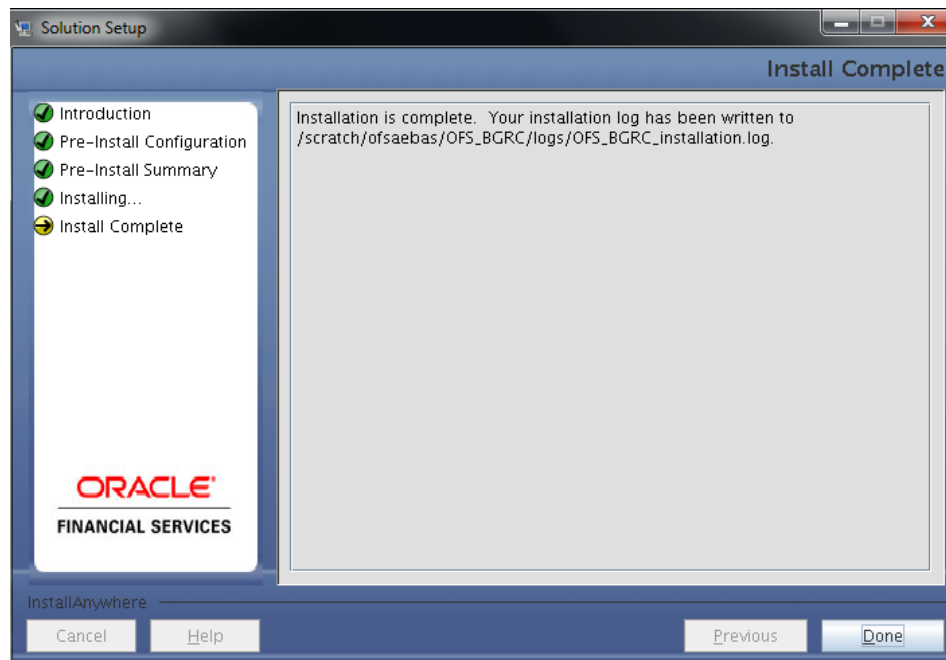 Solution Setup
Install Complete
Introduction
Pre-Install Configuration
Pre-Install Summary
Installing...
Install Complete
Installation is complete. Your installation log has been written to
/scratch/ofsaebas/OFS_BGRC/logs/OFS_BGRC_installation.log.
ORACLE'
FINANCIAL SERVICES
InstallAnywhere
Cancel
Help
Previous
Done